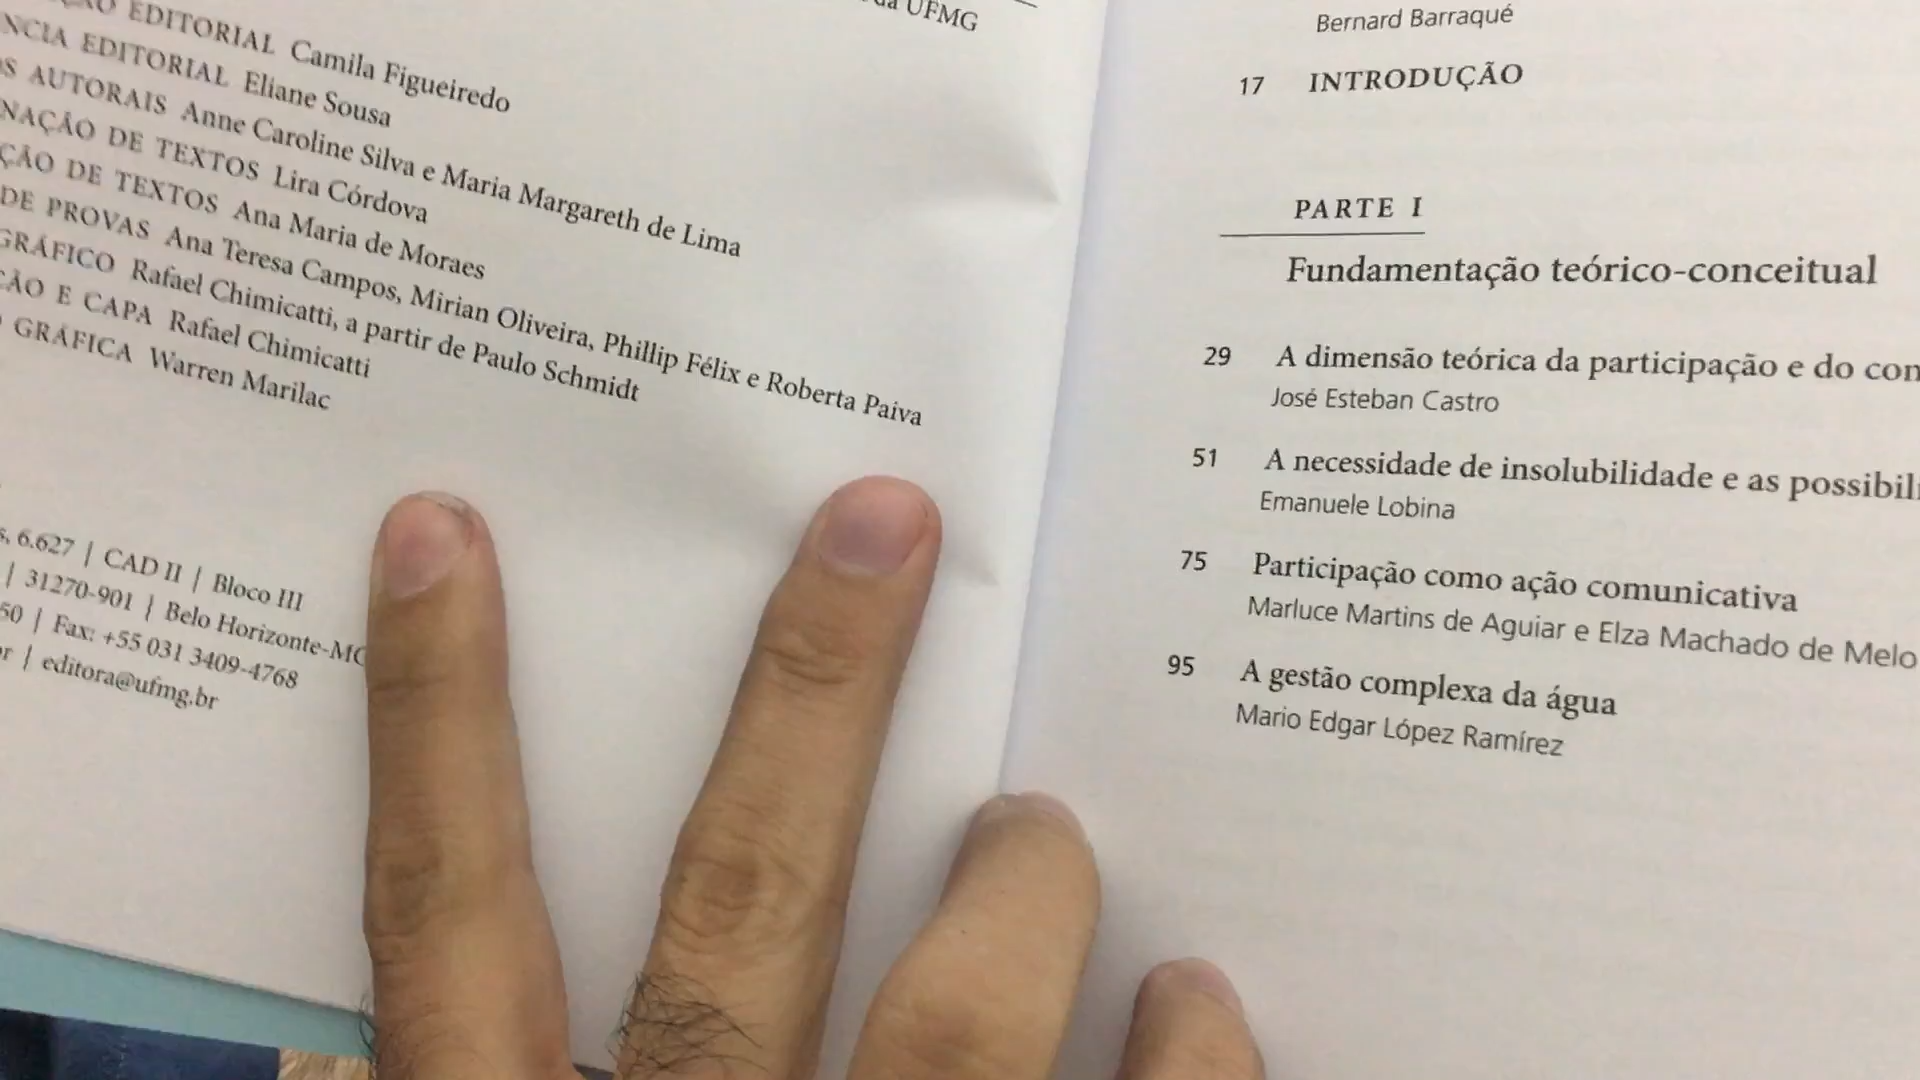 da UFMG
EDITORIAL Camila Figueiredo
EDITORIAL Eliane Sousa
AUTORAIS Anne Caroline Silva e Maria Margareth de Lima
DE TEXTOS Lira Córdova
DE TEXTOS Ana Maria de Moraes
DE PROVAS Ana Teresa Campos, Mirian Oliveira, Phillip Félix e Roberta Paiva
GRÁFICO Rafael Chimicatti, a partir de Paulo Schmidt
E CAPA Rafael Chimicatti
GRÁFICA Warren Marilac
6.627 | CAD II | Bloco III
| 31270-901 | Belo Horizonte-MG
50 | Fax: +55 031 3409-4768
| editora@ufmg.br
Bernard Barraqué
17 INTRODUÇÃO
PARTE I
Fundamentação teórico-conceitual
29 A dimensão teórica da participação e do
José Esteban Castro
51 A necessidade de insolubilidade e as
Emanuele Lobina
75 Participação como ação comunicativa
Marluce Martins de Aguiar e Elza Machado de Melo
95 A gestão complexa da água
Mario Edgar López Ramírez